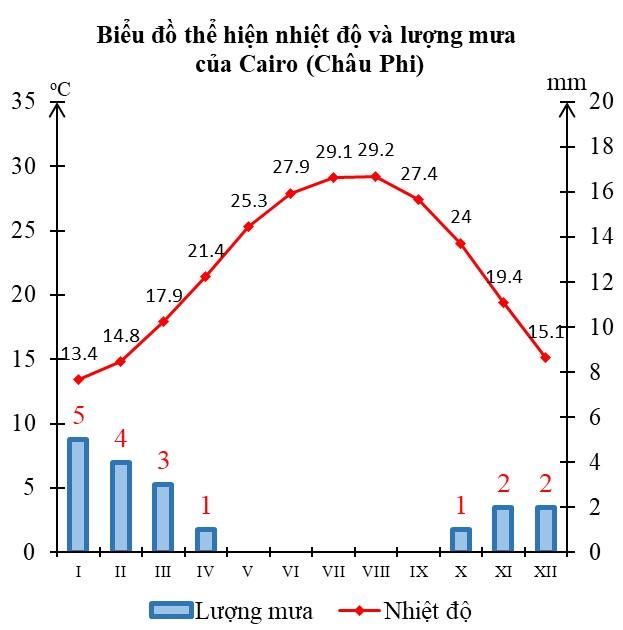 Biểu đồ thể hiện nhiệt độ và lượng mưa
của Cairo (Châu Phi)
ºC mm
35 20
18
30 29.1 29.2
27.9 27.4 16
25 25.3 24 14
21.4 12
20 19.4
17.9 10
15 13.4 14.8 15.1 8
10 5 6
4 3 4
5 2 2 2
1 1
0 0
I II III IV V VI VII VIII IX X XI XII
Lượng mưa Nhiệt độ